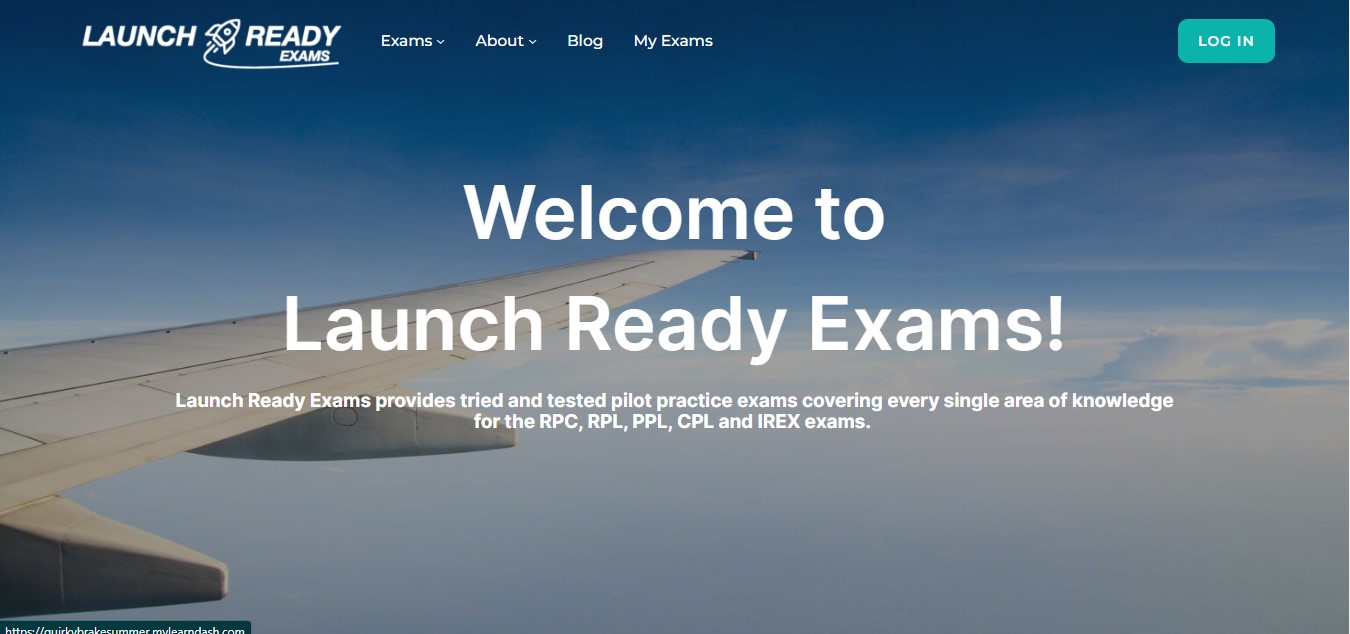 LAUNCH READY
EXAMS
Exams About Blog My Exams
LOG IN
Welcome to
Launch Ready Exams!
Launch Ready Exams provides tried and tested pilot practice exams covering every single area of knowledge
for the RPC, RPL, PPL, CPL and IREX exams.
https://quirkybrakesummer.mylearndash.com